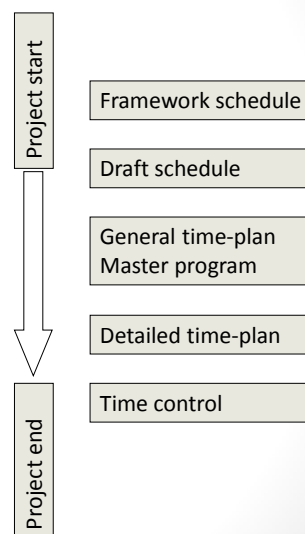 Project start
Framework schedule
Draft schedule
General time-plan
Master program
Detailed time-plan
Time control
Project end